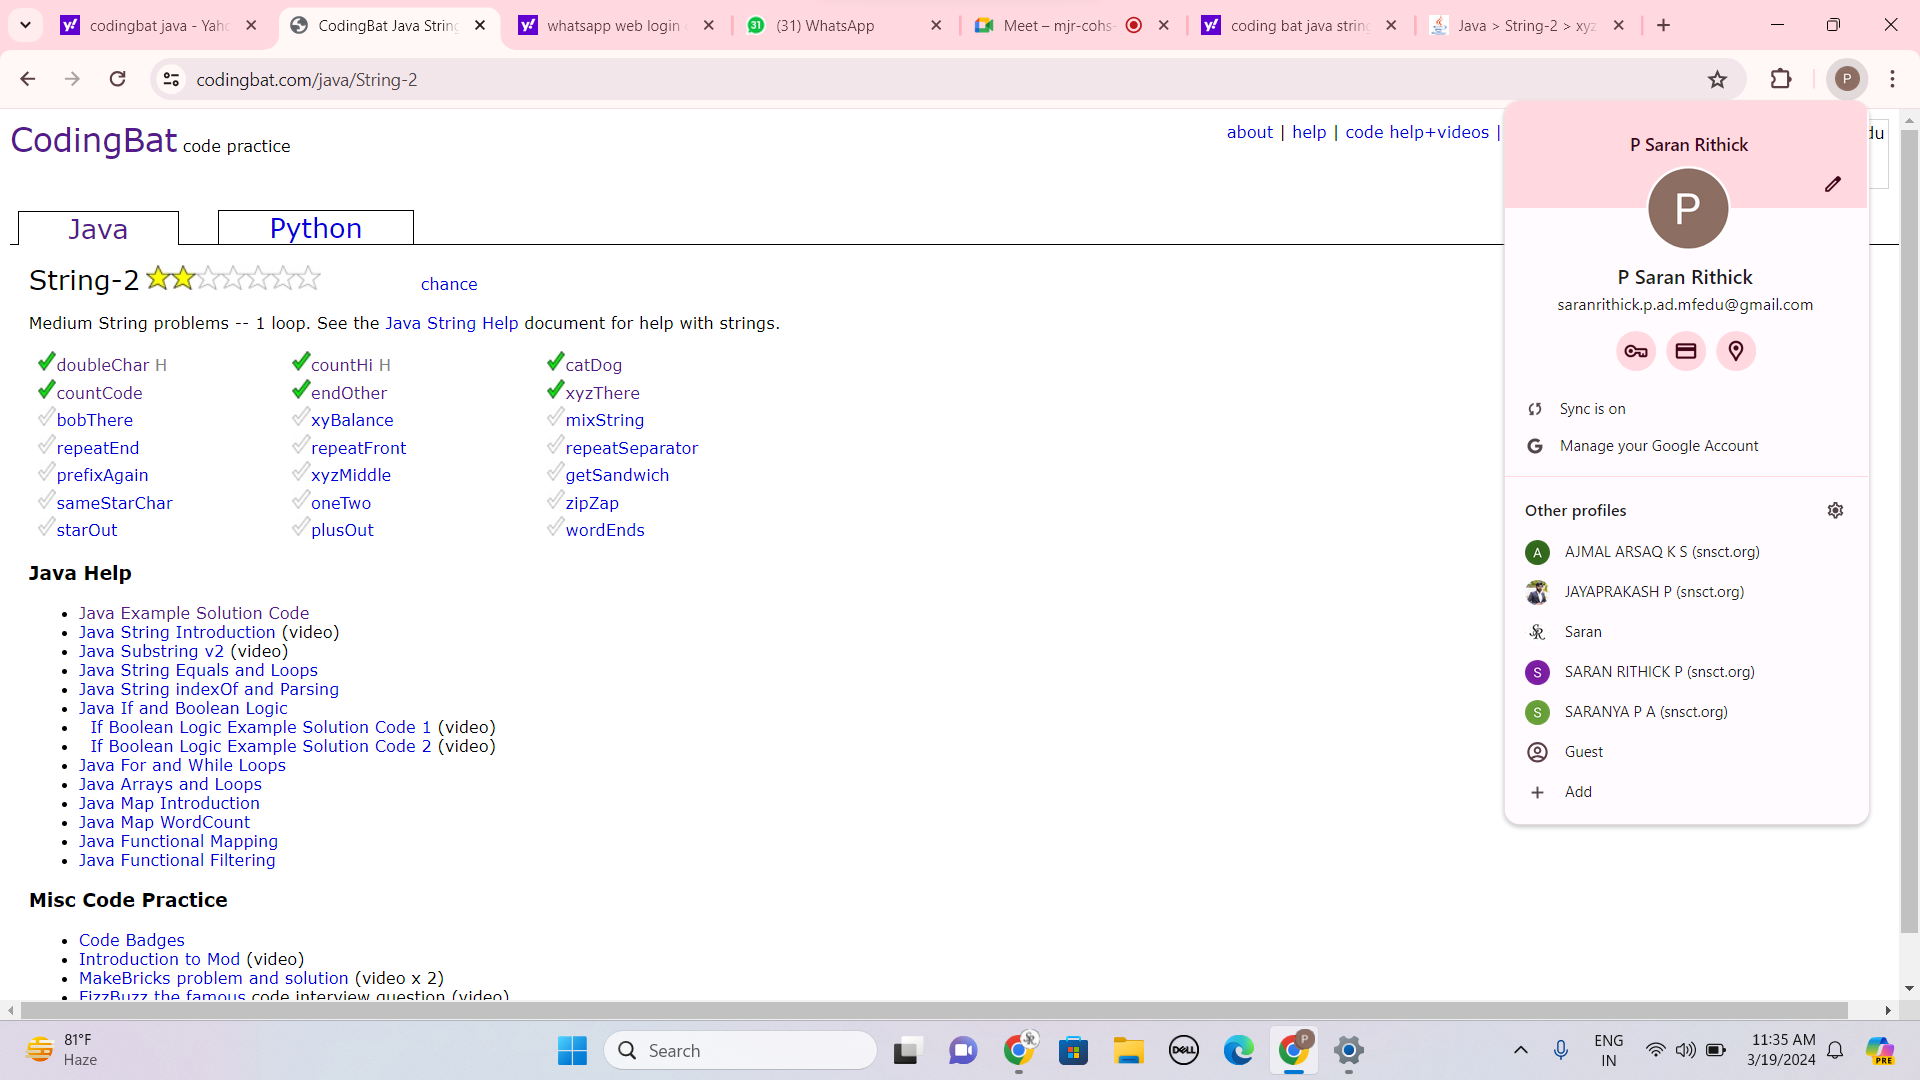 codingbat java - Yaho
CodingBat Java String
whatsapp web login
(31) WhatsApp
Meet – mjr-cohs-
coding bat java string
Java > String-2 > xyz
codingbat.com/java/String-2
P
CodingBat code practice
about | help | code help+videos |
du
Java
Python
String-2
chance
Medium String problems -- 1 loop. See the Java String Help document for help with strings.
doubleChar H
countHi H
catDog
countCode
endOther
xyzThere
bobThere
xyBalance
mixString
repeatEnd
repeatFront
repeatSeparator
prefixAgain
xyzMiddle
getSandwich
sameStarChar
oneTwo
zipZap
starOut
plusOut
wordEnds
Java Help
Java Example Solution Code
Java String Introduction (video)
Java Substring v2 (video)
Java String Equals and Loops
Java String indexOf and Parsing
Java If and Boolean Logic
If Boolean Logic Example Solution Code 1 (video)
If Boolean Logic Example Solution Code 2 (video)
Java For and While Loops
Java Arrays and Loops
Java Map Introduction
Java Map WordCount
Java Functional Mapping
Java Functional Filtering
Misc Code Practice
Code Badges
Introduction to Mod (video)
MakeBricks problem and solution (video x 2)
FizzBuzz the famous code interview question (video)
P Saran Rithick
P
P Saran Rithick
saranrithick.p.ad.mfedu@gmail.com
Sync is on
Manage your Google Account
Other profiles
A AJMAL ARSAQ K S (snsct.org)
JAYAPRAKASH P (snsct.org)
SR Saran
S SARAN RITHICK P (snsct.org)
S SARANYA P A (snsct.org)
Guest
Add
81°F
Haze
Search
DELL
P
ENG
IN
11:35 AM
3/19/2024
PRE